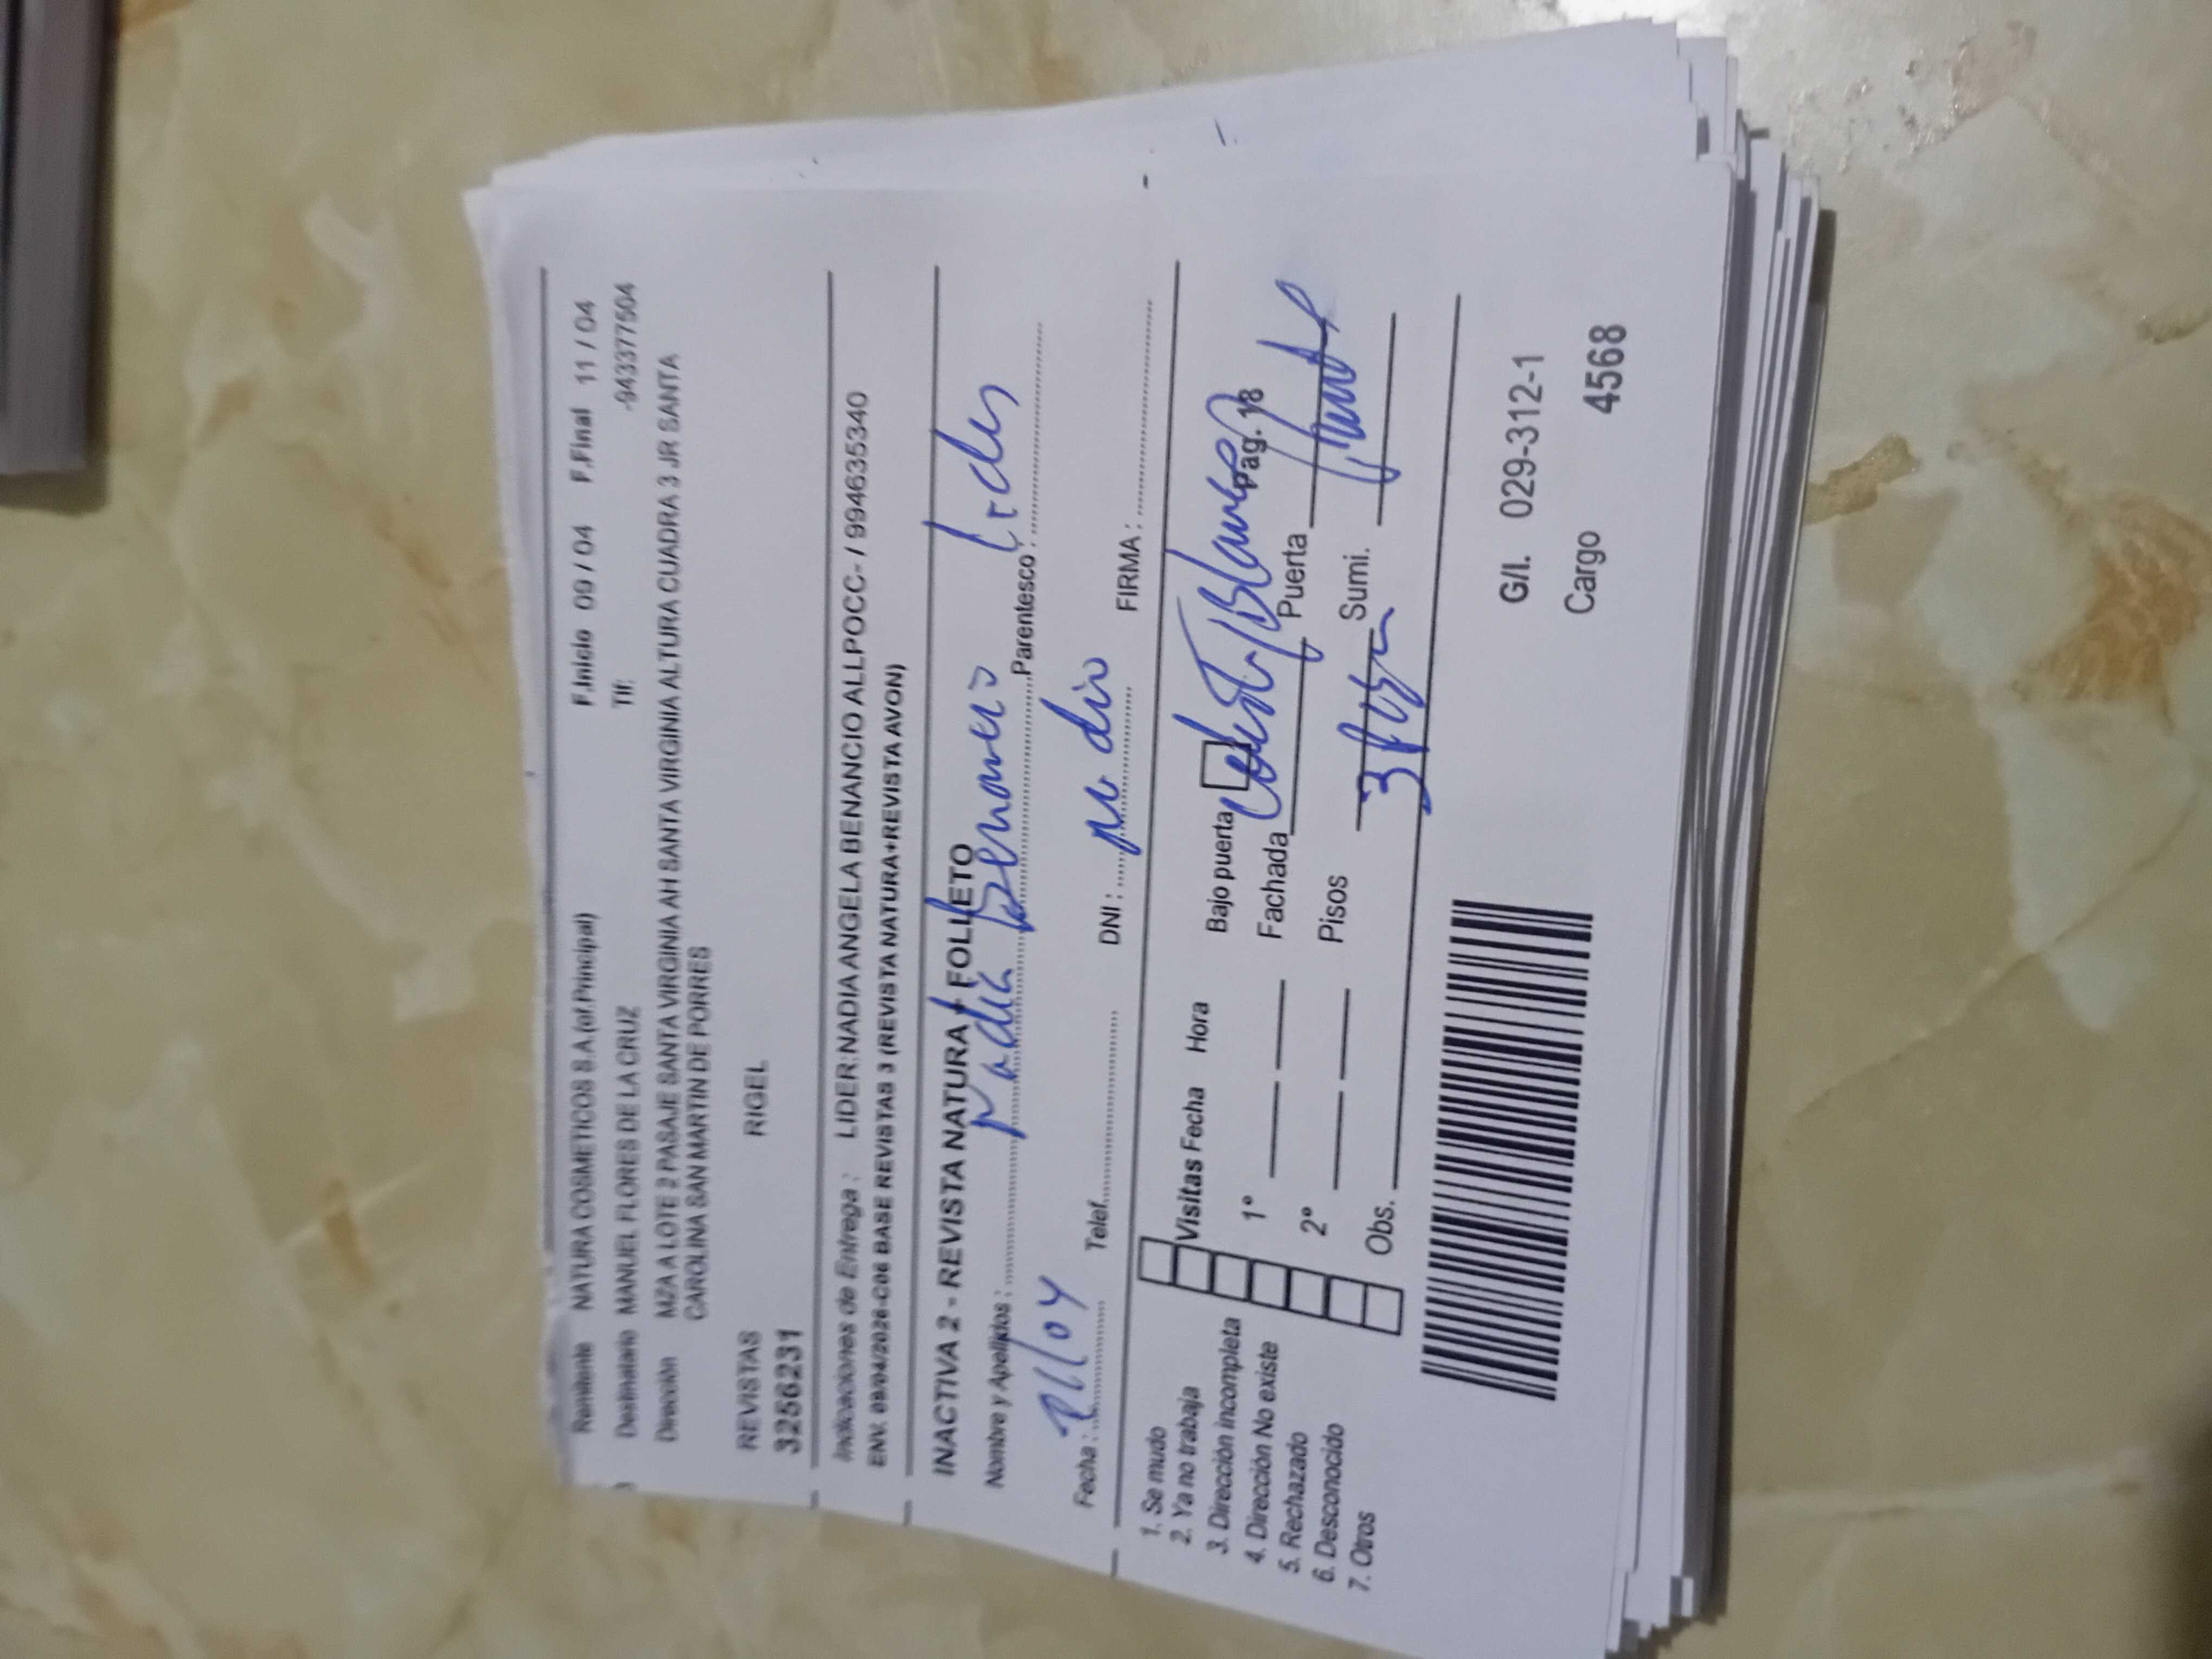 Remitente NATURA COSMETICOS S.A (of.Principal) F.Inicio 09 / 04 F.Final 11 / 04
Destinatario MANUEL FLORES DE LA CRUZ Tlf: -943377504
Dirección MZA A LOTE 2 PASAJE SANTA VIRGINIA AH SANTA VIRGINIA ALTURA CUADRA 3 JR SANTA
CAROLINA SAN MARTIN DE PORRES
REVISTAS RIGEL
3256231
Indicaciones de Entrega : LIDER: NADIA ANGELA BENANCIO ALLPOCC- / 994635340
ENV. 09/04/2026-C06 BASE REVISTAS 3 (REVISTA NATURA+REVISTA AVON)
INACTIVA 2 - REVISTA NATURA + FOLLETO
Nombre y Apellidos : Nadia Parentesco :
Fecha : 11/04 Telef. DNI : no dio FIRMA :
1. Se mudo
2. Ya no trabaja
3. Dirección incompleta
4. Dirección No existe
5. Rechazado
6. Desconocido
7. Otros
Visitas Fecha Hora
1°
2°
Obs.
Bajo puerta Pag. 18
Fachada Puerta
Pisos 3 Sumi.
G/I. 029-312-1
Cargo 4568